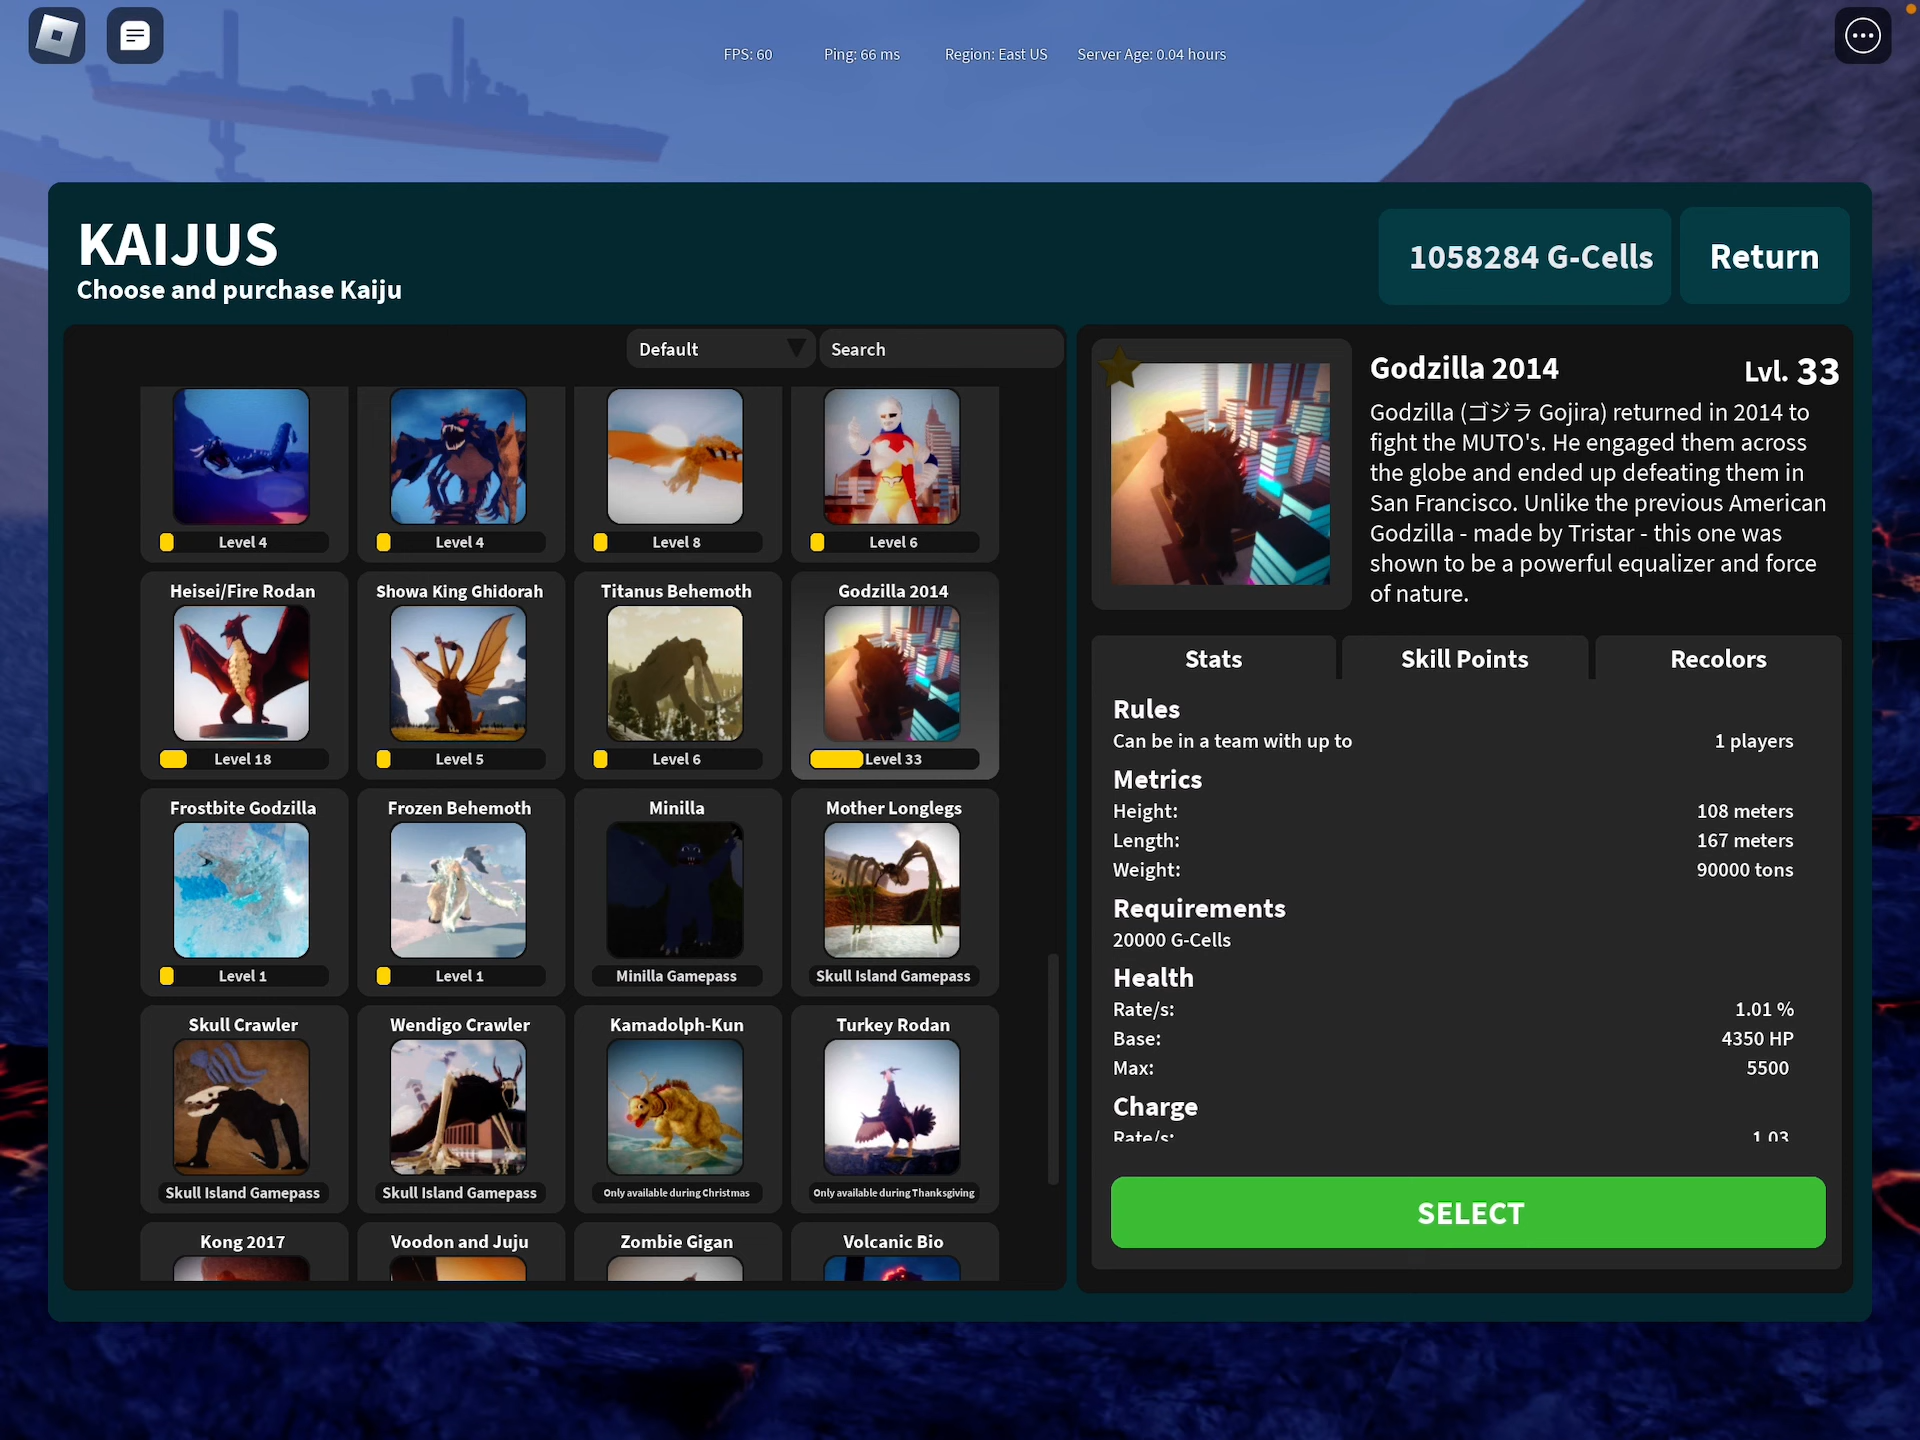 FPS: 60 Ping: 66 ms Region: East US Server Age: 0.04 hours
KAIJUS
Choose and purchase Kaiju
1058284 G-Cells
Return
Default
Search
Level 4
Level 4
Level 8
Level 6
Heisei/Fire Rodan
Showa King Ghidorah
Titanus Behemoth
Godzilla 2014
Level 18
Level 5
Level 6
Level 33
Frostbite Godzilla
Frozen Behemoth
Minilla
Mother Longlegs
Level 1
Level 1
Minilla Gamepass
Skull Island Gamepass
Skull Crawler
Wendigo Crawler
Kamadolph-Kun
Turkey Rodan
Skull Island Gamepass
Skull Island Gamepass
Only available during Christmas
Only available during Thanksgiving
Kong 2017
Voodon and Juju
Zombie Gigan
Volcanic Bio
Godzilla 2014
Lvl. 33
Godzilla (ゴジラ Gojira) returned in 2014 to
fight the MUTO's. He engaged them across
the globe and ended up defeating them in
San Francisco. Unlike the previous American
Godzilla - made by Tristar - this one was
shown to be a powerful equalizer and force
of nature.
Stats
Skill Points
Recolors
Rules
Can be in a team with up to 1 players
Metrics
Height: 108 meters
Length: 167 meters
Weight: 90000 tons
Requirements
20000 G-Cells
Health
Rate/s: 1.01 %
Base: 4350 HP
Max: 5500
Charge
Rate/s: 1.03
SELECT